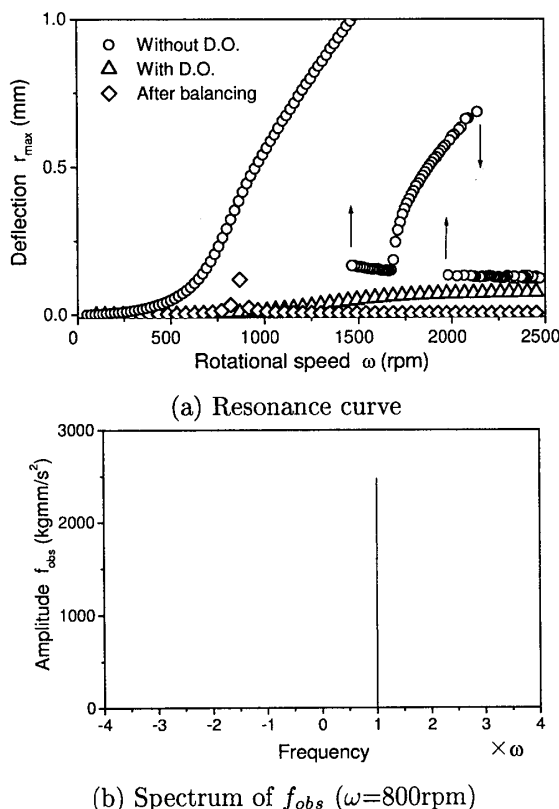 1.0
0.5
0.0
Deflection r_max (mm)
Without D.O.
With D.O.
After balancing
0 500 1000 1500 2000 2500
Rotational speed ω (rpm)
(a) Resonance curve
3000
2000
1000
0
Amplitude f_obs (kgmm/s²)
-4 -3 -2 -1 0 1 2 3 4
Frequency ×ω
(b) Spectrum of f_obs (ω=800rpm)